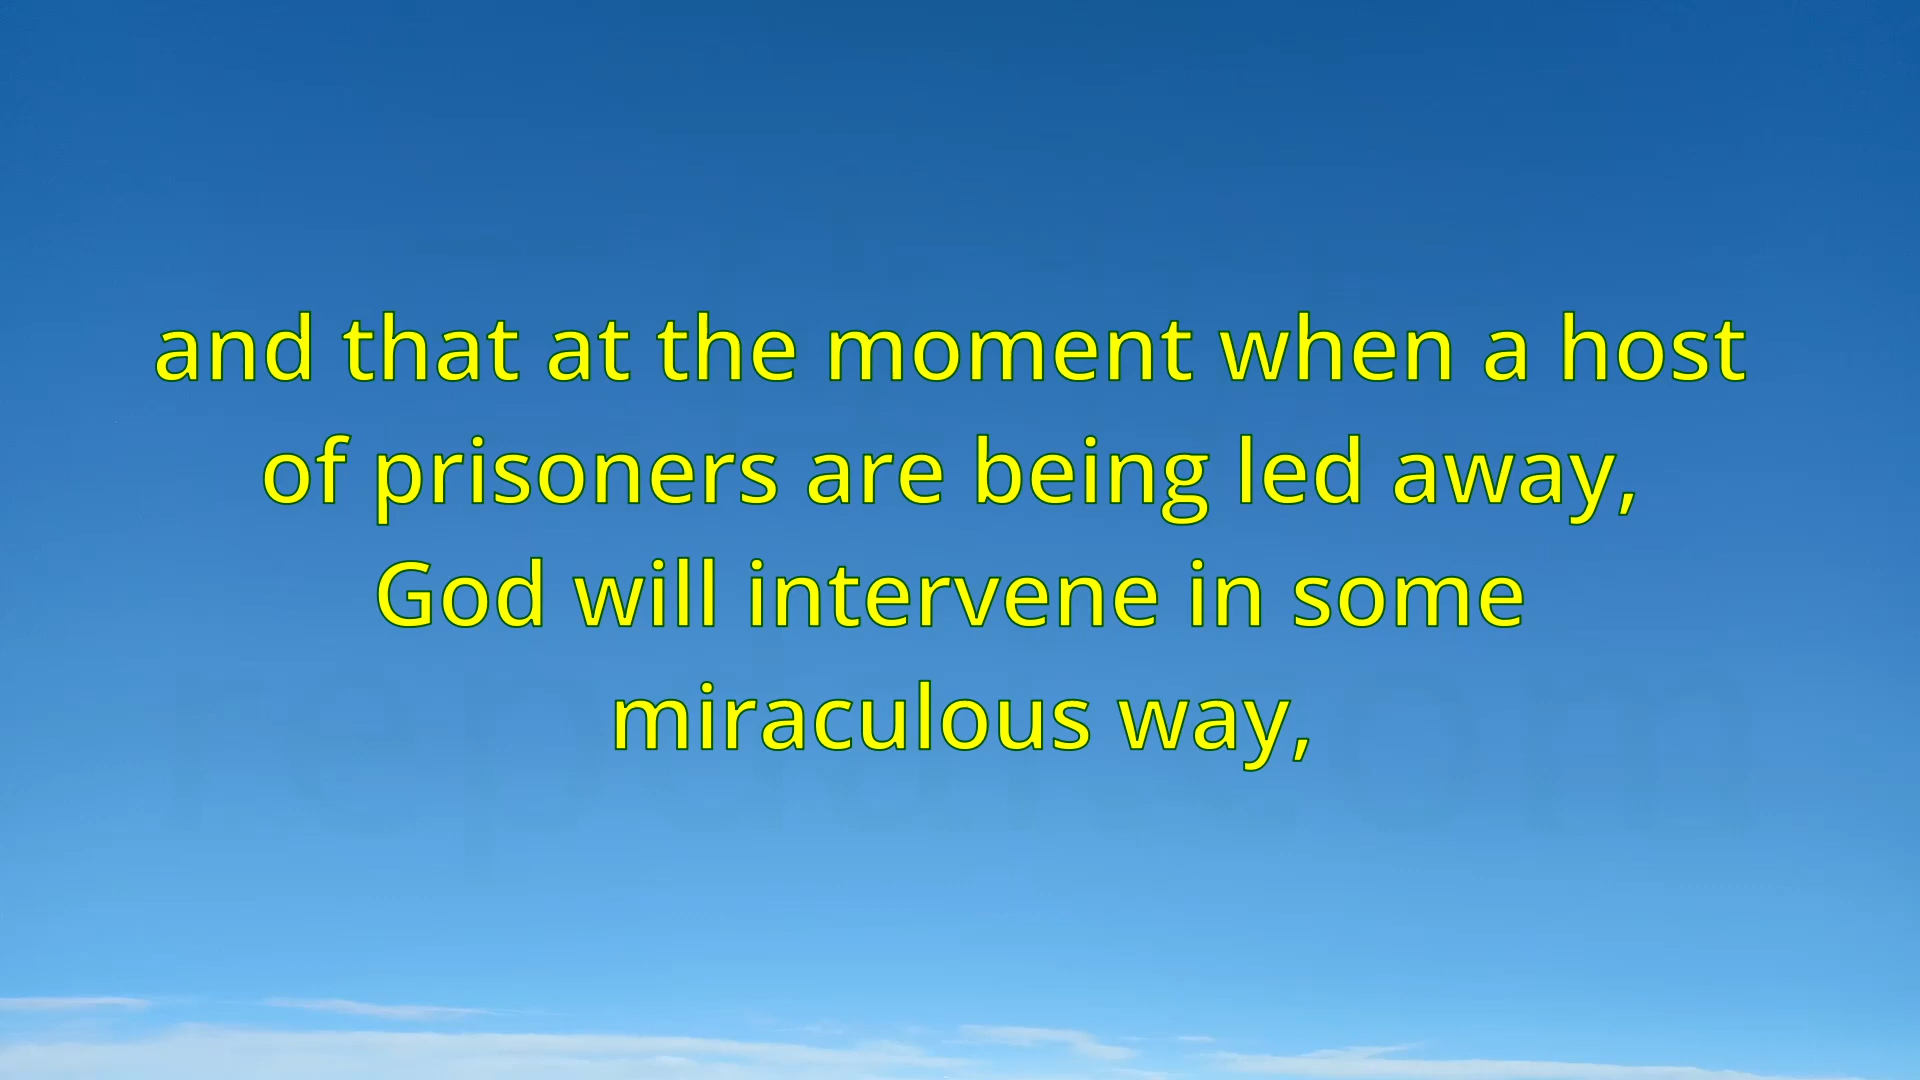 and that at the moment when a host
of prisoners are being led away,
God will intervene in some
miraculous way,